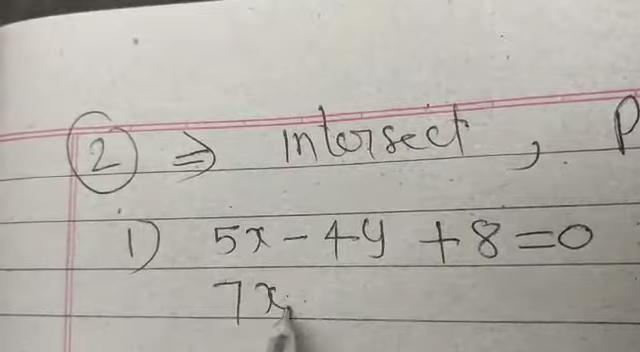 2 ⇒ intersect, P
1) 5x - 4y + 8 = 0
7x